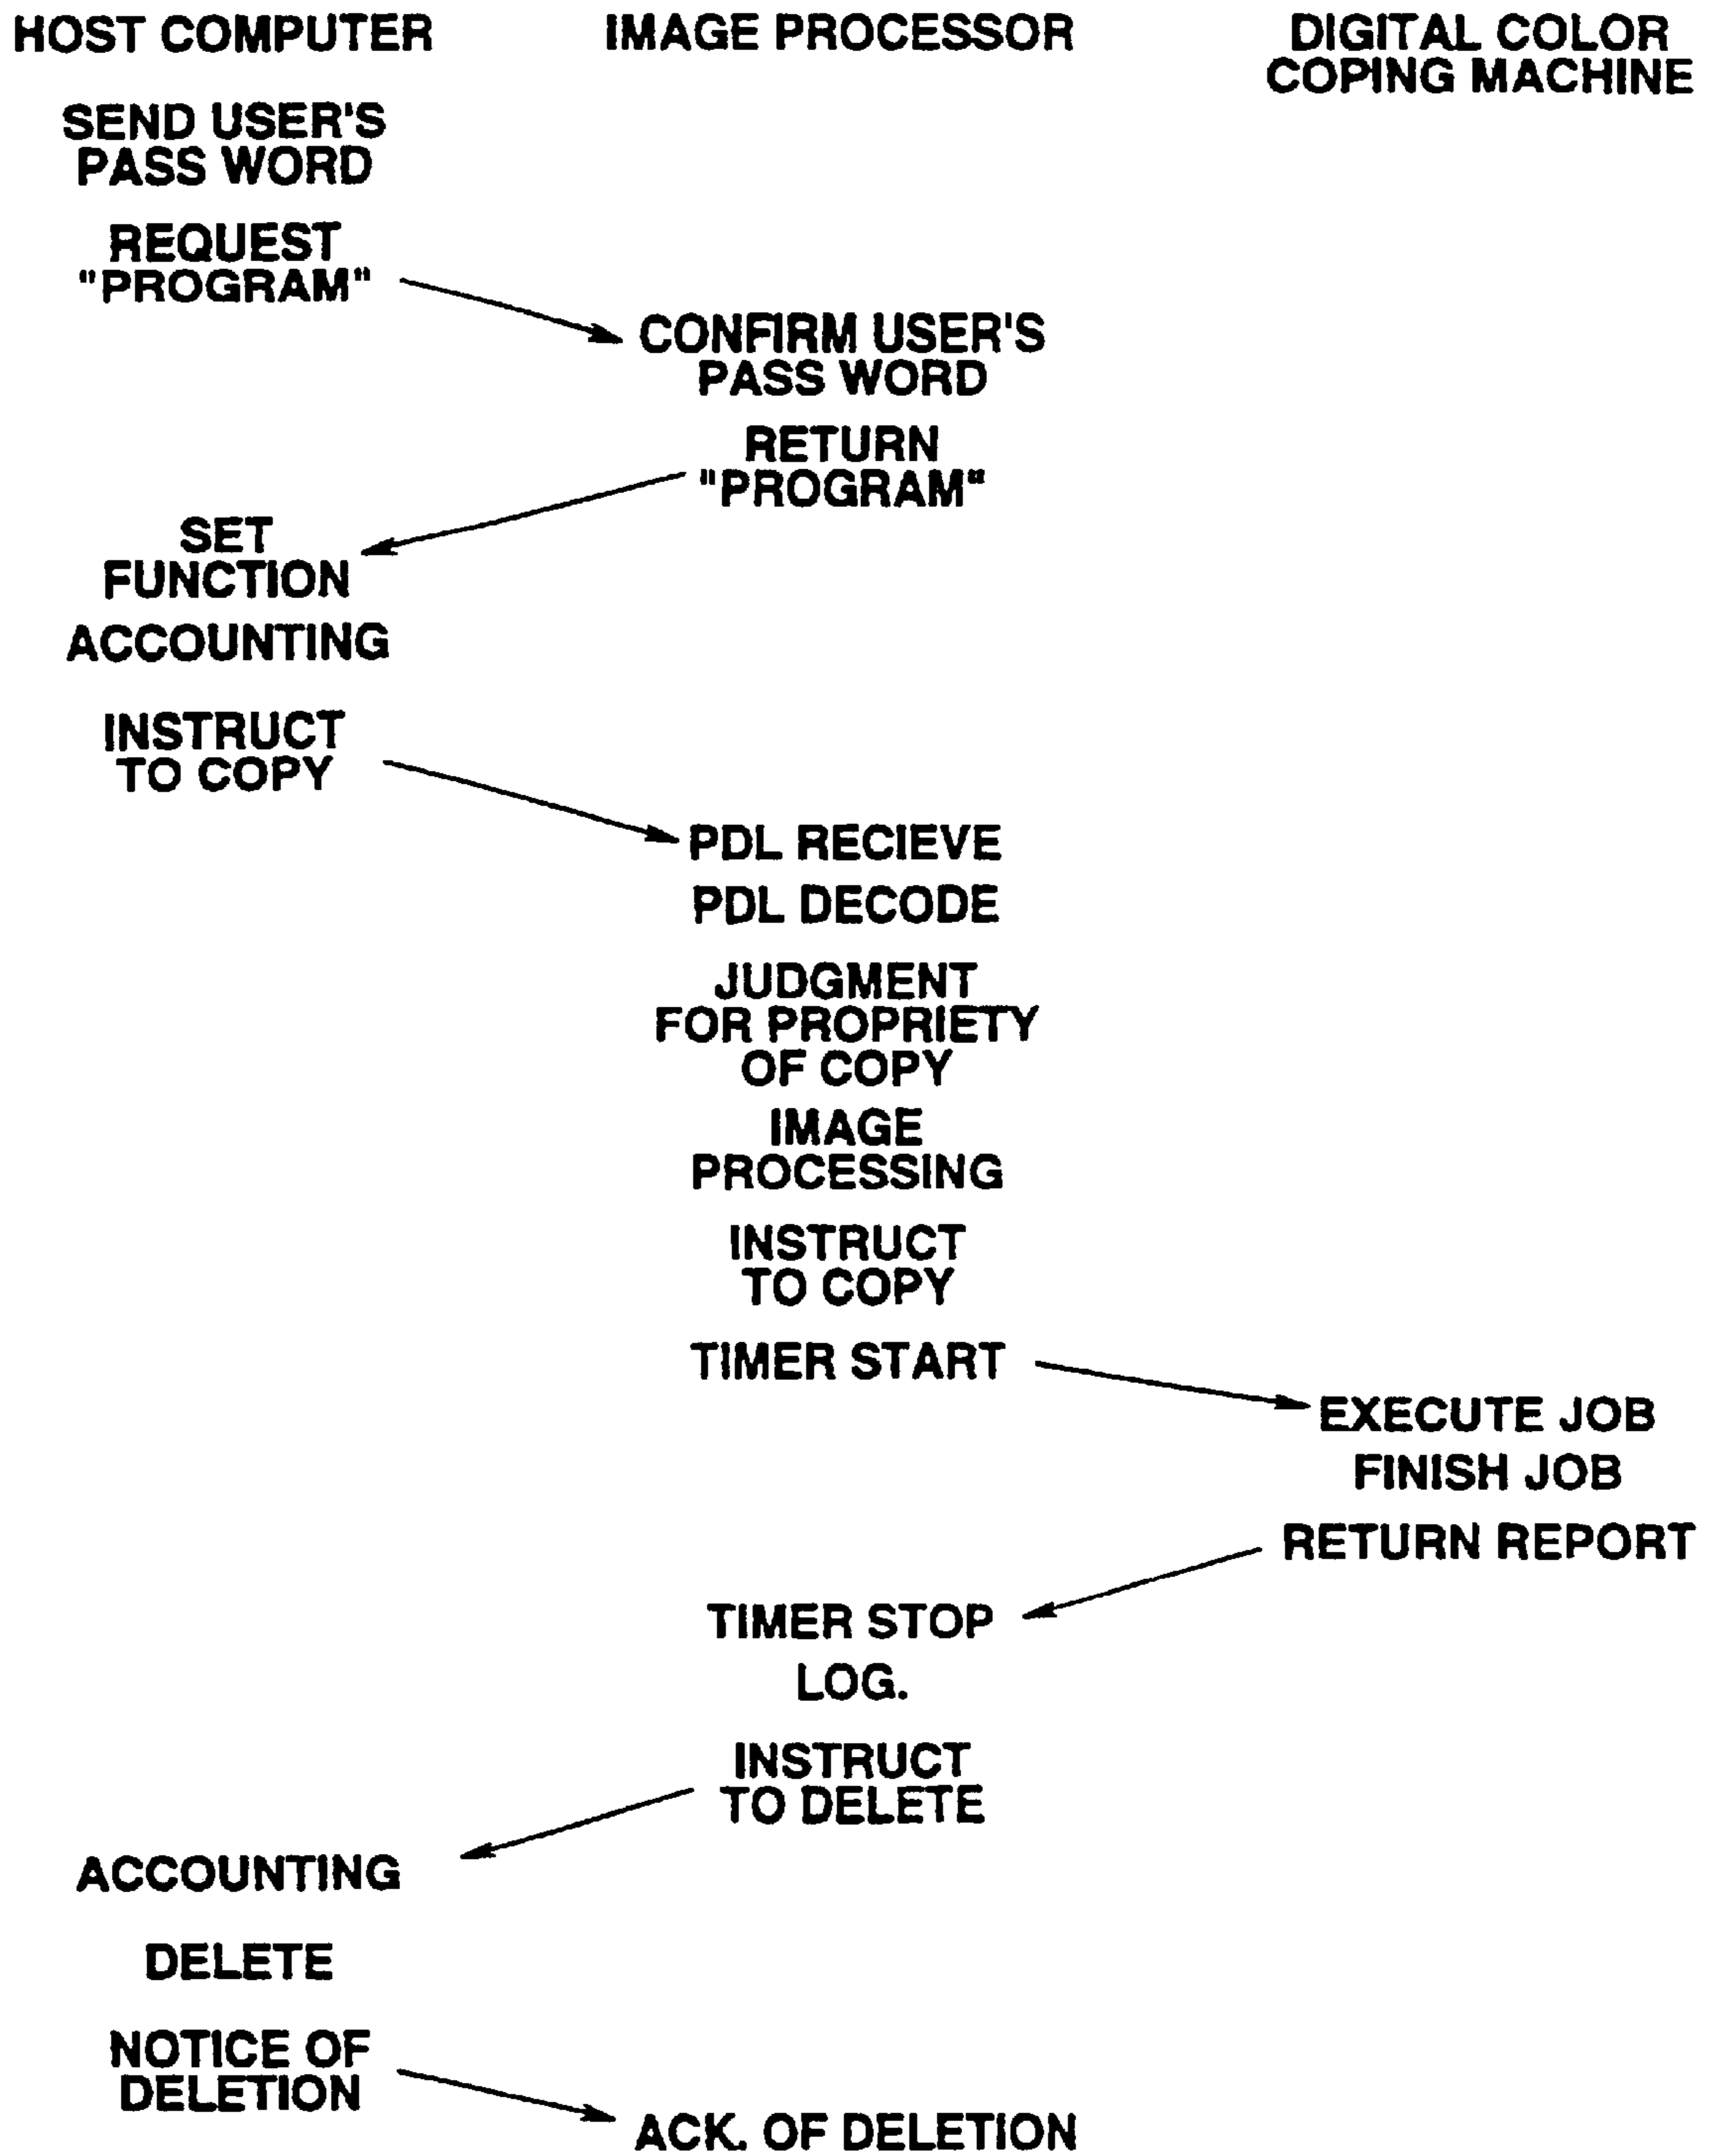 HOST COMPUTER
IMAGE PROCESSOR
DIGITAL COLOR
COPING MACHINE
SEND USER'S
PASS WORD
REQUEST
"PROGRAM"
CONFIRM USER'S
PASS WORD
RETURN
"PROGRAM"
SET
FUNCTION
ACCOUNTING
INSTRUCT
TO COPY
PDL RECIEVE
PDL DECODE
JUDGMENT
FOR PROPRIETY
OF COPY
IMAGE
PROCESSING
INSTRUCT
TO COPY
TIMER START
EXECUTE JOB
FINISH JOB
RETURN REPORT
TIMER STOP
LOG.
INSTRUCT
TO DELETE
ACCOUNTING
DELETE
NOTICE OF
DELETION
ACK. OF DELETION